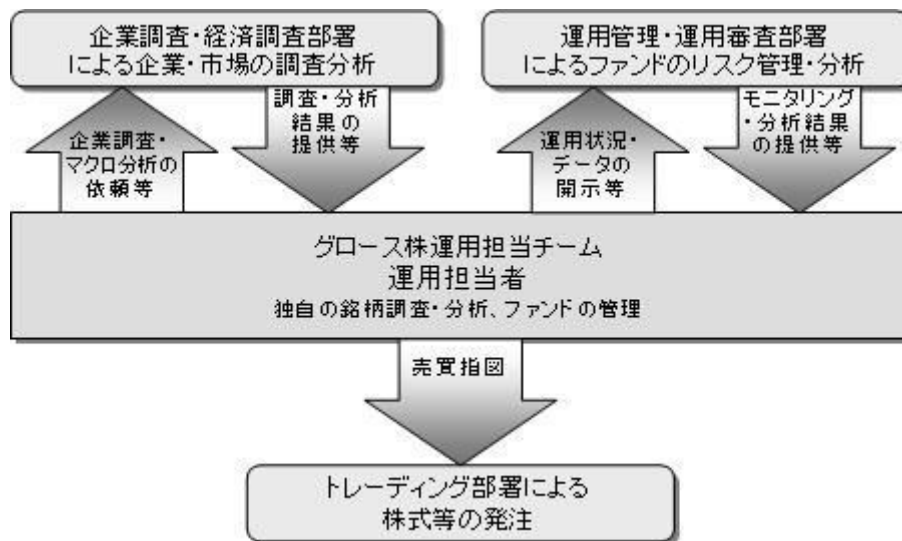 企業調査・経済調査部署
による企業・市場の調査分析
運用管理・運用審査部署
によるファンドのリスク管理・分析
企業調査・
マクロ分析の
依頼等
調査・分析
結果の
提供等
運用状況・
データの
開示等
モニタリング
・分析結果
の提供等
グロース株運用担当チーム
運用担当者
独自の銘柄調査・分析、ファンドの管理
売買指図
トレーディング部署による
株式等の発注